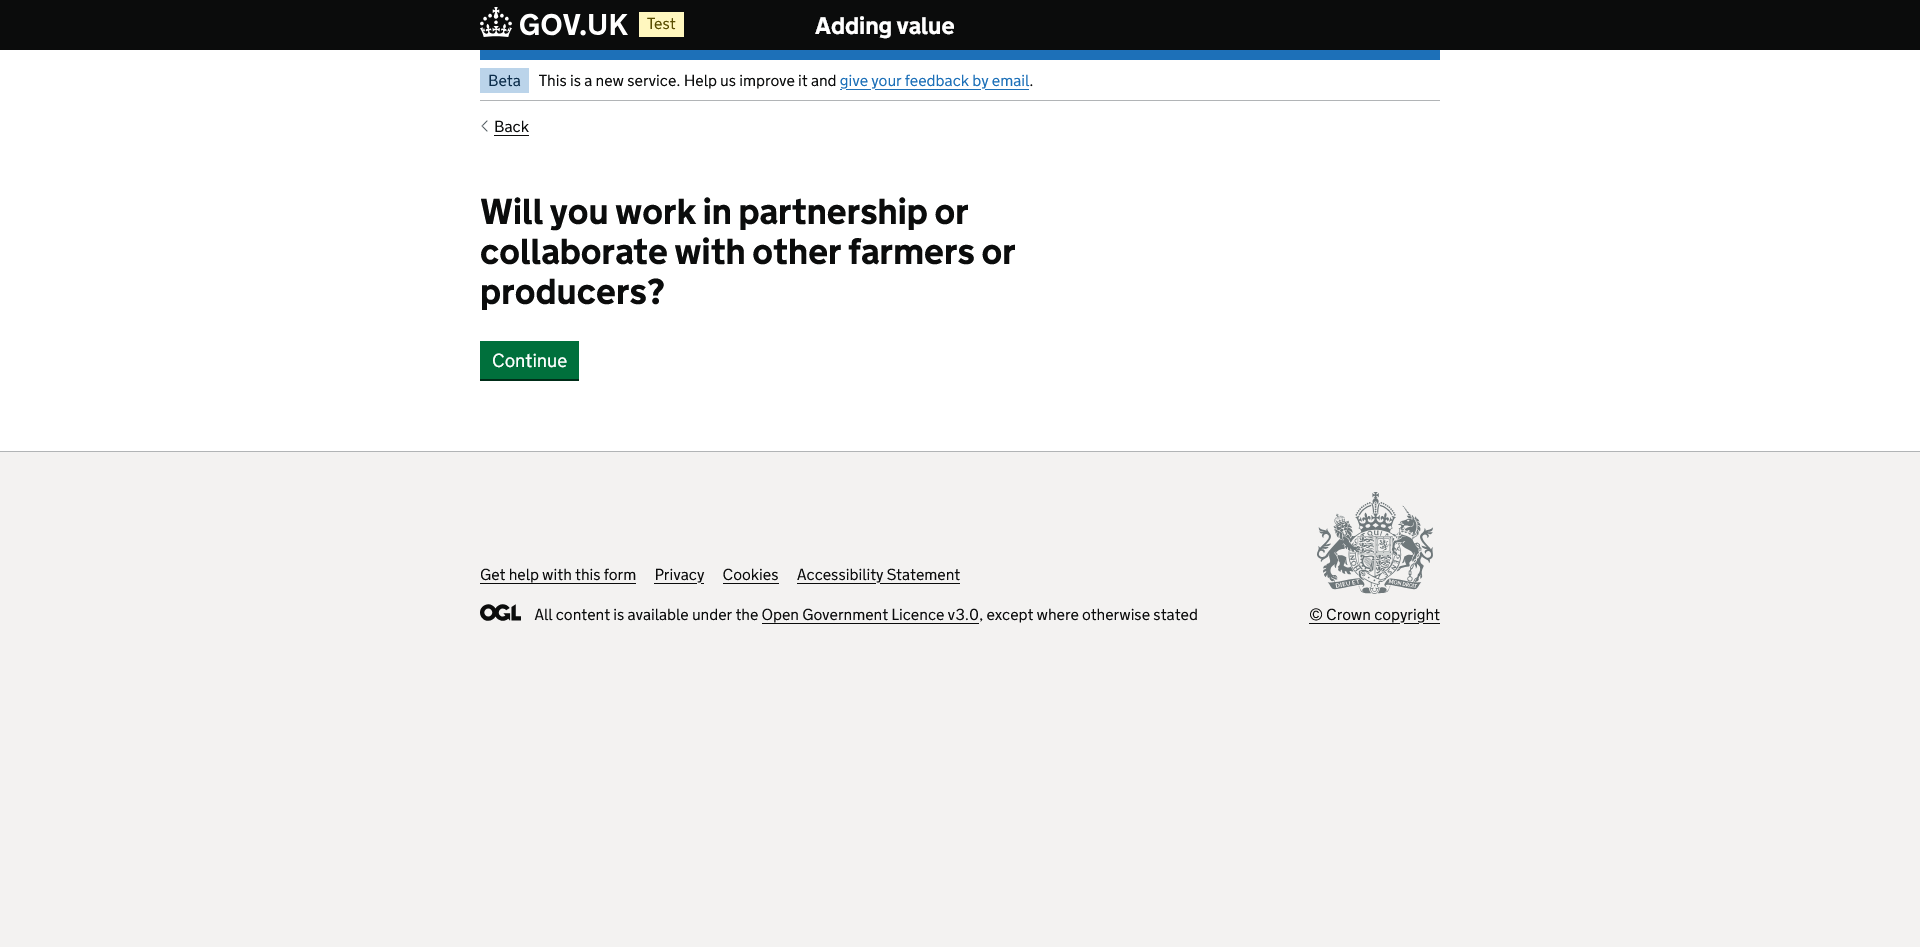 GOV.UK Test Adding value
Beta This is a new service. Help us improve it and give your feedback by email.
Back
Will you work in partnership or
collaborate with other farmers or
producers?
Continue
Get help with this form Privacy Cookies Accessibility Statement
OGL All content is available under the Open Government Licence v3.0, except where otherwise stated
© Crown copyright